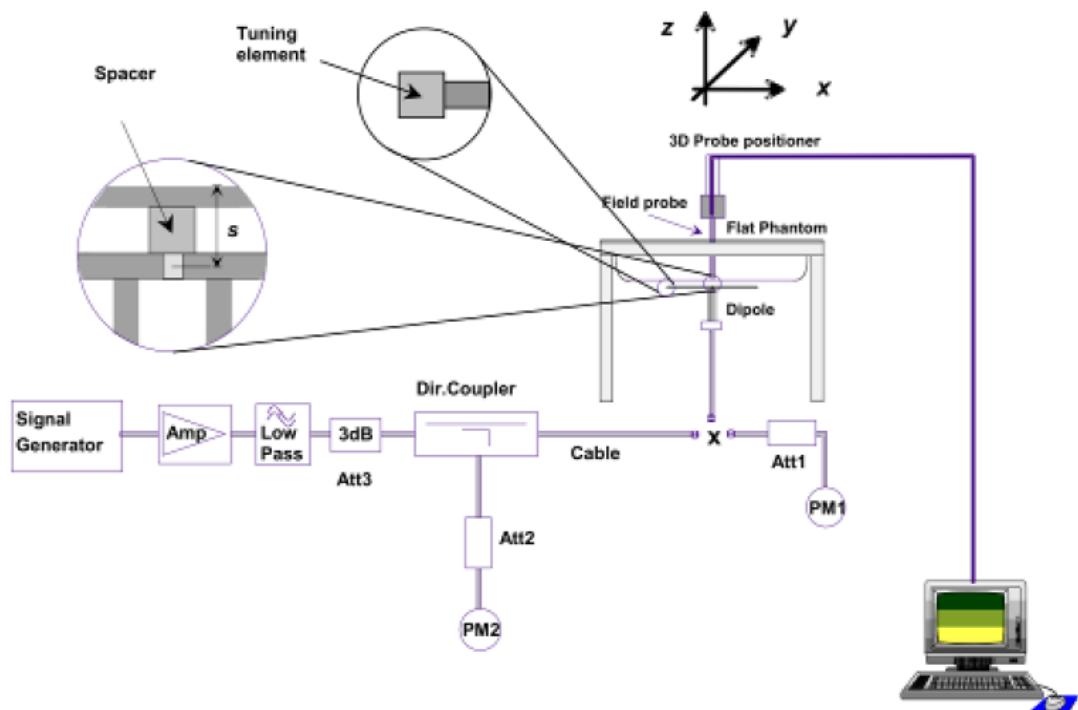 Tuning
element
Spacer
z
y
x
3D Probe positioner
Field probe
Flat Phantom
s
Dipole
Dir.Coupler
Signal
Generator
Amp
Low
Pass
3dB
Att3
Cable
X
Att1
PM1
Att2
PM2